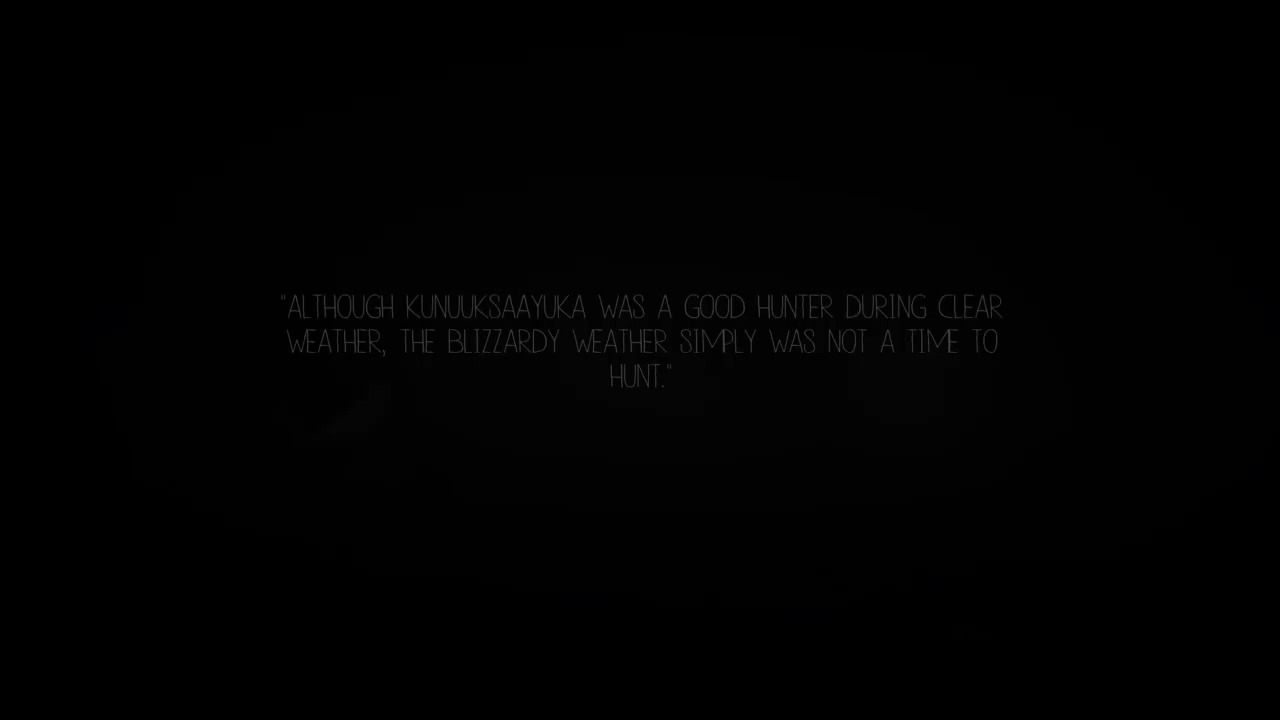 "ALTHOUGH KUNUUKSAAYUKA WAS A GOOD HUNTER DURING CLEAR
WEATHER, THE BLIZZARDY WEATHER SIMPLY WAS NOT A TIME TO
HUNT."